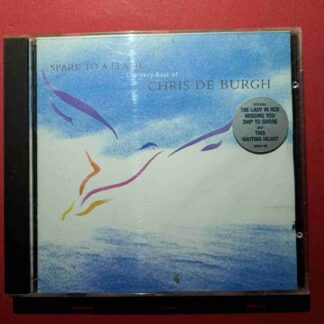 SPARK TO A FLAME
The Very Best of
CHRIS DE BURGH
includes
THE LADY IN RED
MISSING YOU
SHIP TO SHORE
and
THIS
WAITING HEART